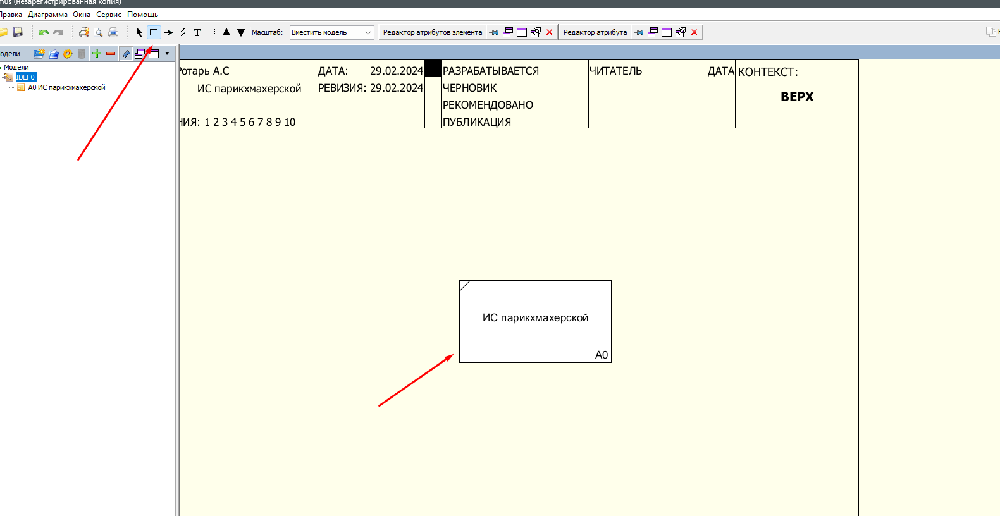 mus (незарегистрированная копия)
Правка Диаграмма Окна Сервис Помощь
Масштаб: Вместить модель Редактор атрибутов элемента Редактор атрибута
одели
Модели
IDEF0
A0 ИС парикхмахерской
Ротарь А.С ДАТА: 29.02.2024 РАЗРАБАТЫВАЕТСЯ ЧИТАТЕЛЬ ДАТА КОНТЕКСТ:
ИС парикхмахерской РЕВИЗИЯ: 29.02.2024 ЧЕРНОВИК
ВЕРХ
РЕКОМЕНДОВАНО
НИЯ: 1 2 3 4 5 6 7 8 9 10 ПУБЛИКАЦИЯ
ИС парикхмахерской
A0